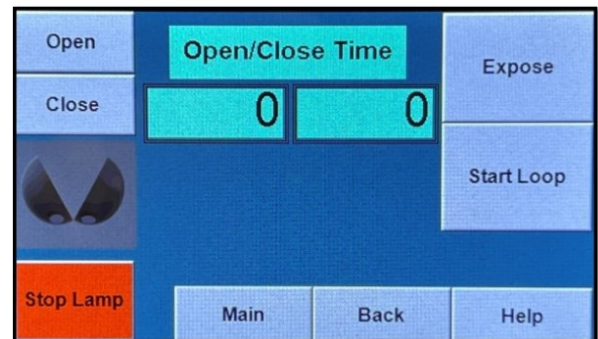 Open
Open/Close Time
Expose
Close
0 0
Start Loop
Stop Lamp
Main
Back
Help